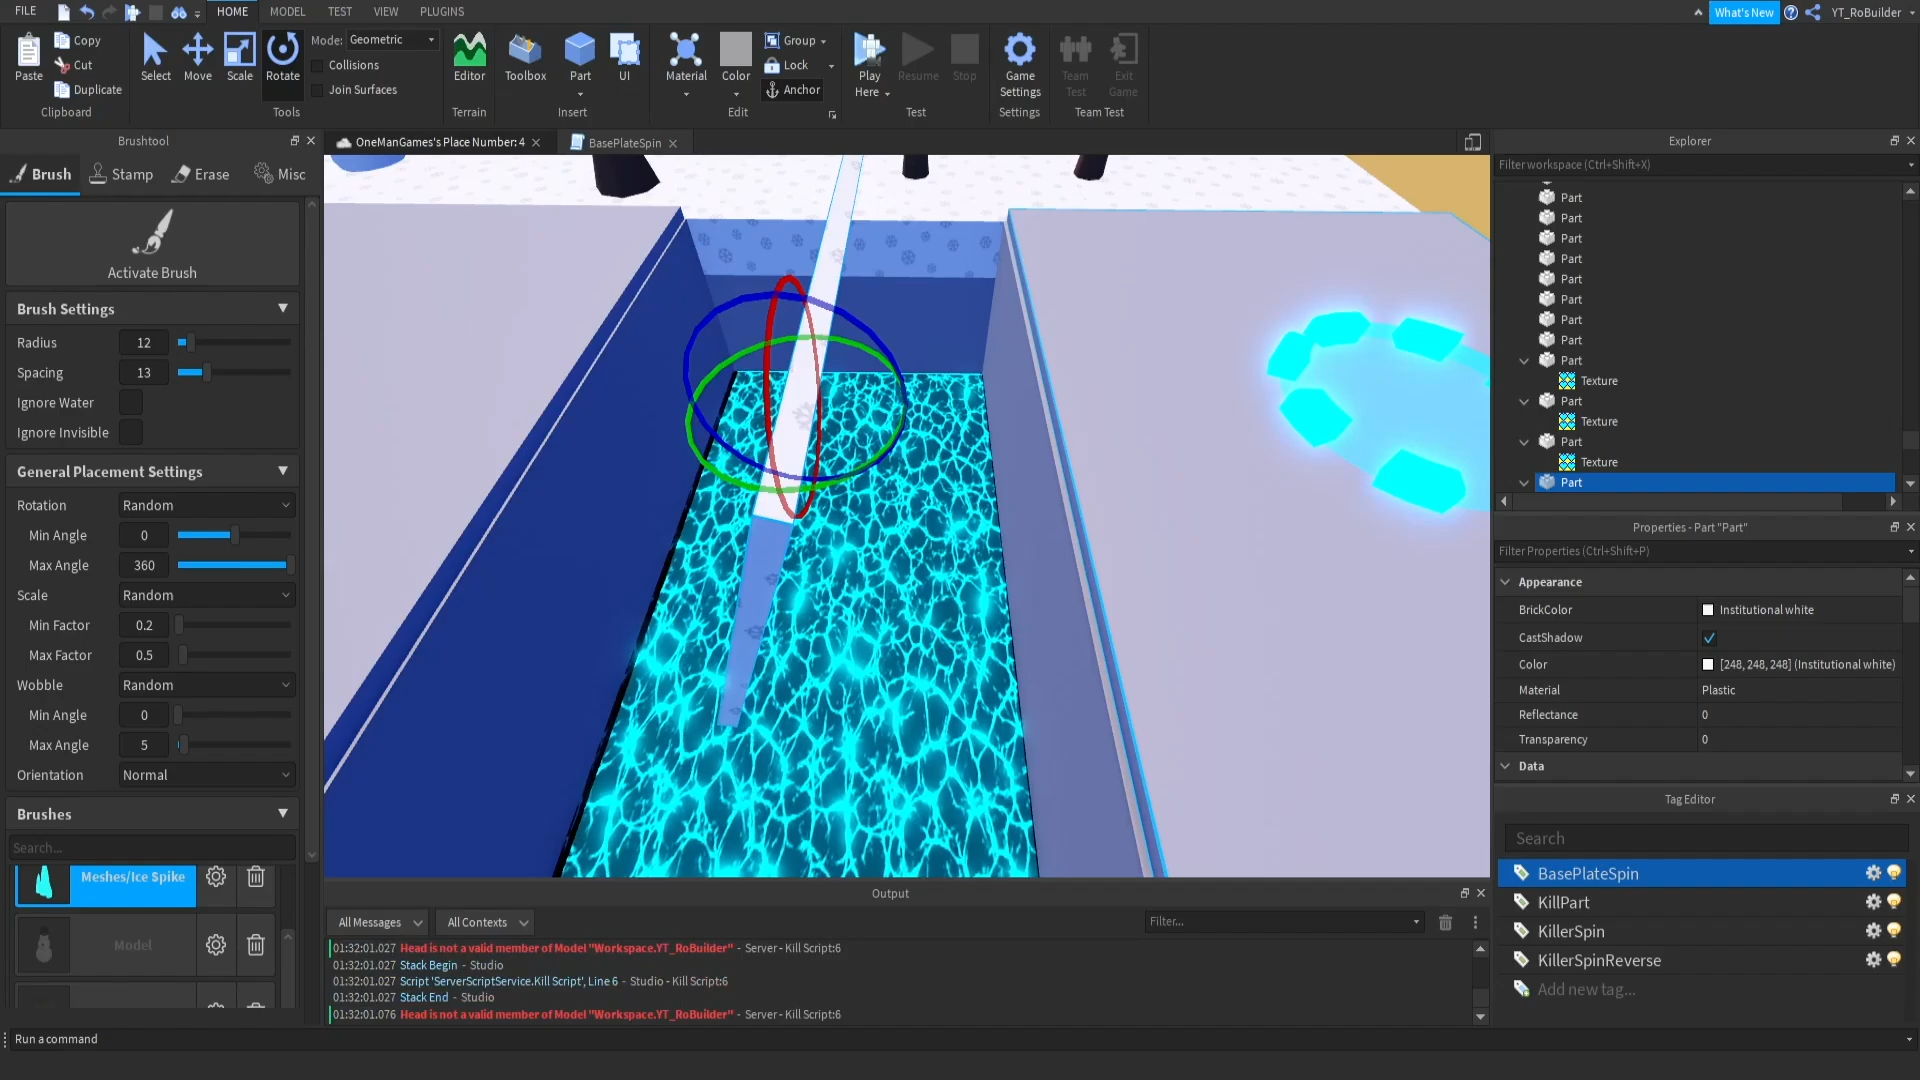 FILE
HOME
MODEL
TEST
VIEW
PLUGINS
What's New
YT_RoBuilder
Paste
Copy
Cut
Duplicate
Clipboard
Select
Move
Scale
Rotate
Mode:
Geometric
Collisions
Join Surfaces
Tools
Editor
Terrain
Toolbox
Part
UI
Insert
Material
Color
Group
Lock
Anchor
Edit
Play
Here
Resume
Stop
Test
Game
Settings
Settings
Team
Test
Exit
Game
Team Test
Brushtool
OneManGames's Place Number: 4
BasePlateSpin
Explorer
Filter workspace (Ctrl+Shift+X)
Brush
Stamp
Erase
Misc
Activate Brush
Brush Settings
Radius
12
Spacing
13
Ignore Water
Ignore Invisible
General Placement Settings
Rotation
Random
Min Angle
0
Max Angle
360
Scale
Random
Min Factor
0.2
Max Factor
0.5
Wobble
Random
Min Angle
0
Max Angle
5
Orientation
Normal
Brushes
Search...
Meshes/Ice Spike
Model
Part
Part
Part
Part
Part
Part
Part
Part
Part
Texture
Part
Texture
Part
Texture
Part
Properties - Part "Part"
Filter Properties (Ctrl+Shift+P)
Appearance
BrickColor
Institutional white
CastShadow
Color
[248, 248, 248] (Institutional white)
Material
Plastic
Reflectance
0
Transparency
0
Data
Tag Editor
Search
BasePlateSpin
KillPart
KillerSpin
KillerSpinReverse
Add new tag...
Output
All Messages
All Contexts
Filter...
01:32:01.027 Head is not a valid member of Model "Workspace.YT_RoBuilder" - Server - Kill Script:6
01:32:01.027 Stack Begin - Studio
01:32:01.027 Script 'ServerScriptService.Kill Script', Line 6 - Studio - Kill Script:6
01:32:01.027 Stack End - Studio
01:32:01.076 Head is not a valid member of Model "Workspace.YT_RoBuilder" - Server - Kill Script:6
Run a command